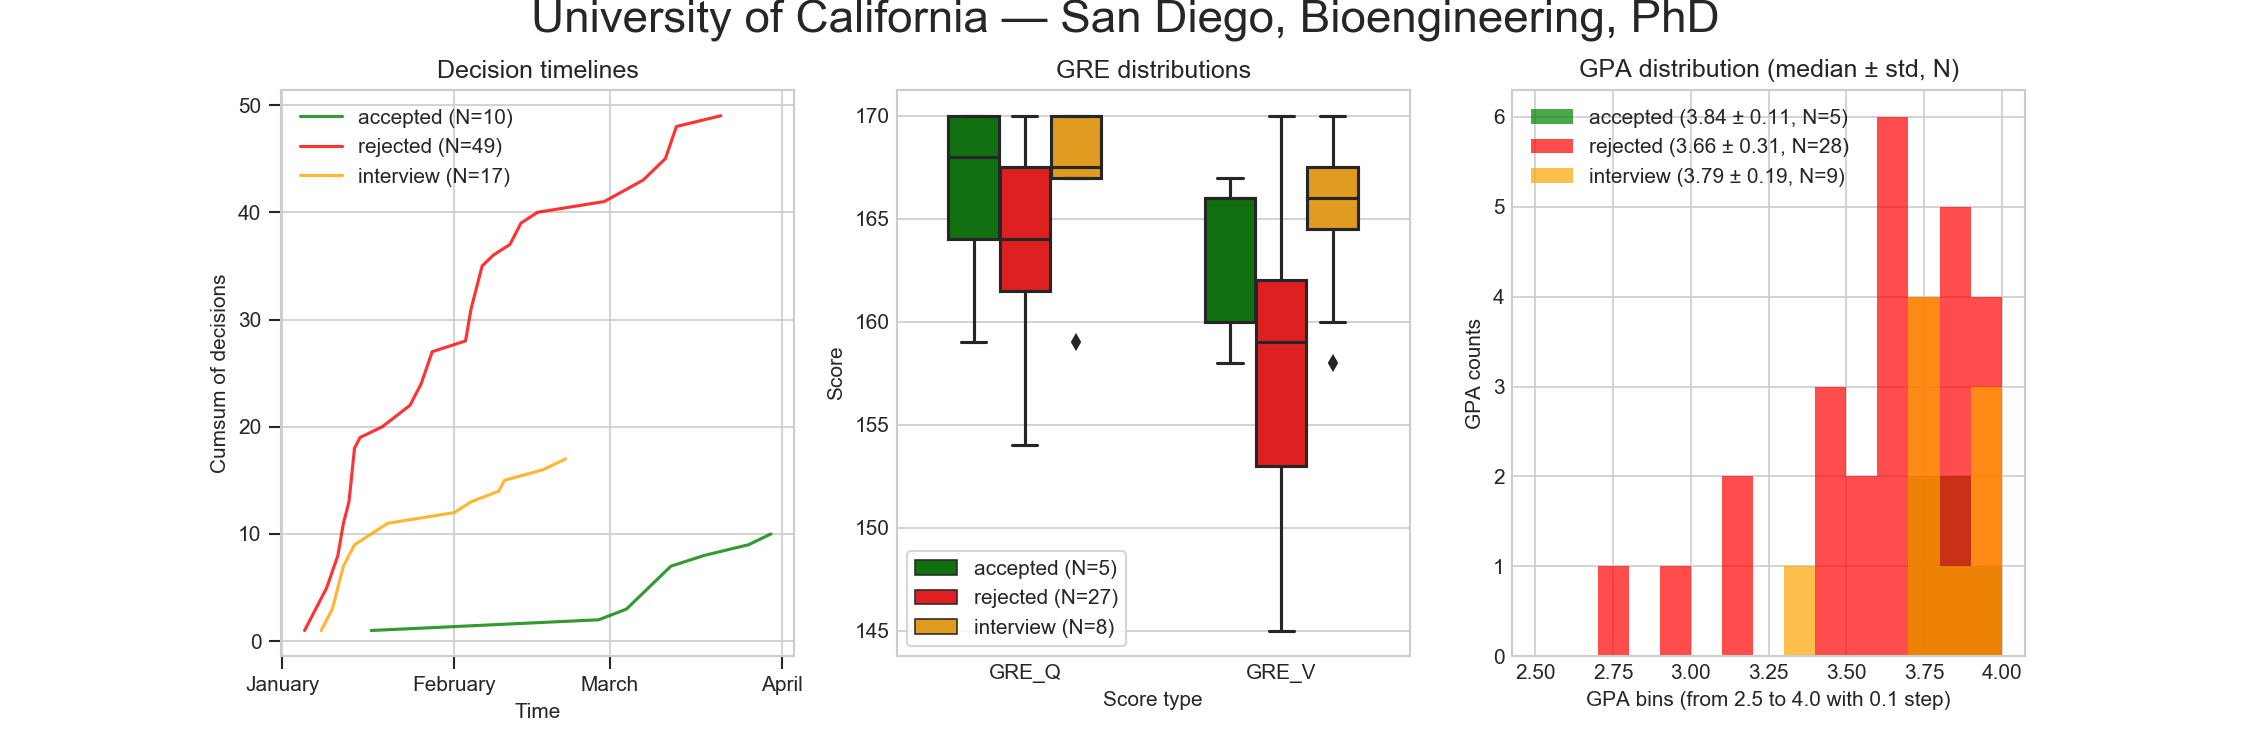 University of California — San Diego, Bioengineering, PhD
Decision timelines
accepted (N=10)
rejected (N=49)
interview (N=17)
50
40
30
20
10
0
Cumsum of decisions
January
February
March
April
Time
GRE distributions
170
165
160
155
150
145
Score
accepted (N=5)
rejected (N=27)
interview (N=8)
GRE_Q
GRE_V
Score type
GPA distribution (median ± std, N)
accepted (3.84 ± 0.11, N=5)
rejected (3.66 ± 0.31, N=28)
interview (3.79 ± 0.19, N=9)
6
5
4
3
2
1
0
GPA counts
2.50
2.75
3.00
3.25
3.50
3.75
4.00
GPA bins (from 2.5 to 4.0 with 0.1 step)